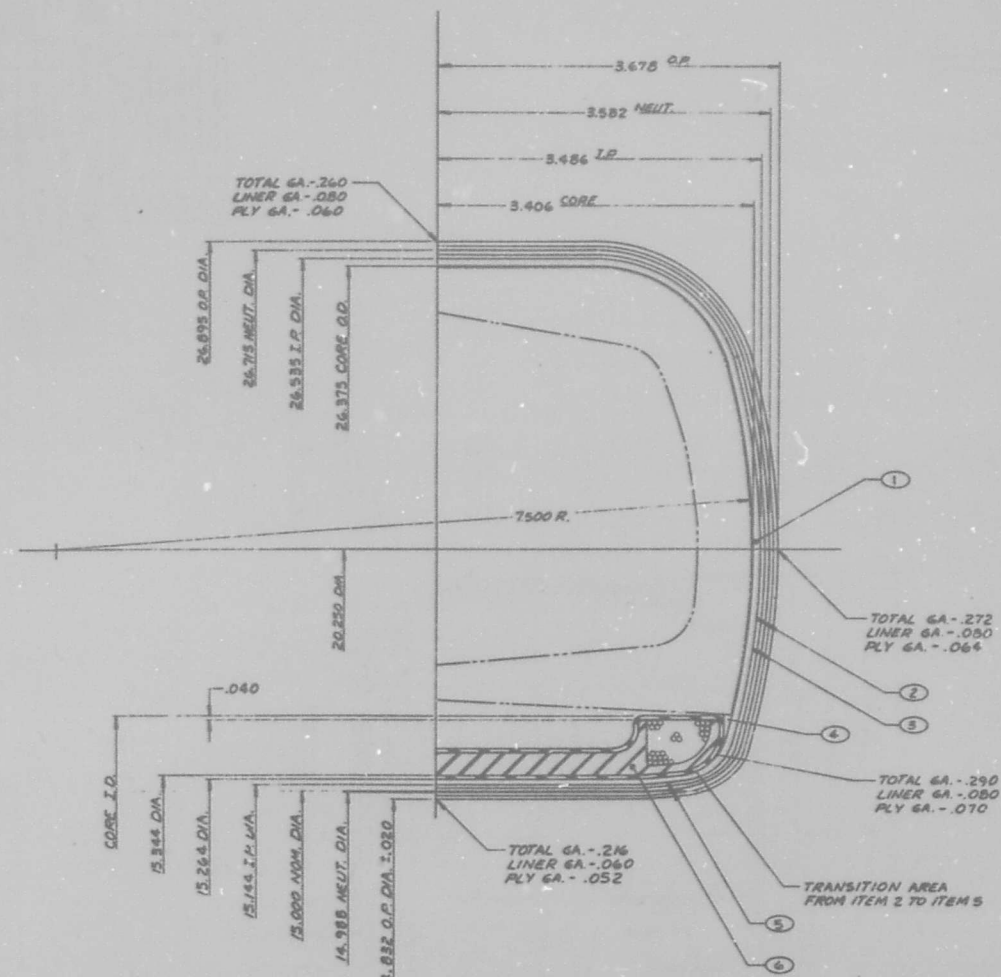 3.678 O.P.
3.582 NEUT.
3.486 I.P.
3.406 CORE
TOTAL GA.-.260
LINER GA.-.080
PLY GA.-.060
26.895 O.P. DIA.
26.715 NEUT. DIA.
26.535 I.P. DIA.
26.375 CORE O.D.
7.500 R.
20.250 DIA.
1
TOTAL GA.-.272
LINER GA.-.080
PLY GA.-.064
2
3
.040
4
CORE I.D.
15.344 DIA.
15.264 DIA.
15.144 I.P. DIA.
15.000 NOM. DIA.
14.988 NEUT. DIA.
.832 O.P. DIA. ±.020
TOTAL GA.-.290
LINER GA.-.080
PLY GA.-.070
TOTAL GA.-.216
LINER GA.-.060
PLY GA.-.052
TRANSITION AREA
FROM ITEM 2 TO ITEM 5
5
6